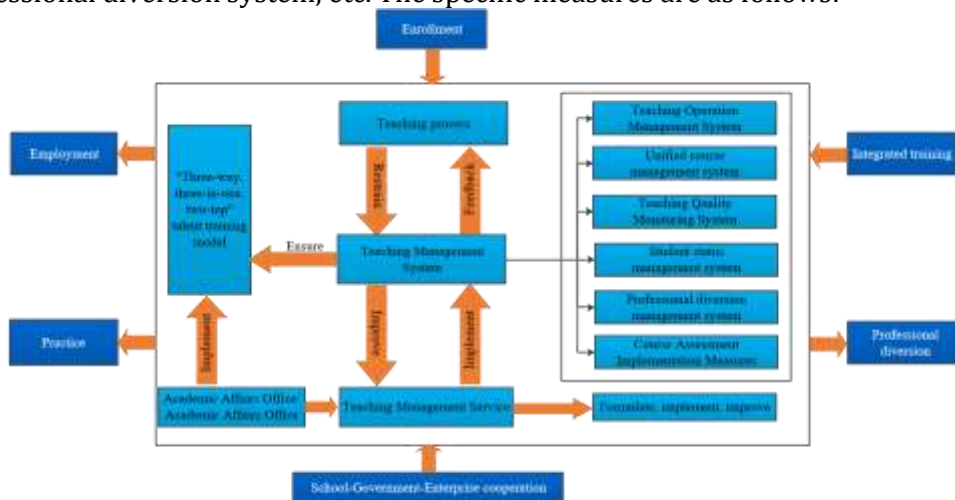 essional diversion system, etc. The specific measures are as follows:
Enrollment
Teaching process
Teaching Operation
Management System
Employment
"Three-way,
three-in-one,
two-top"
talent training
model
Unified course
management system
Integrated training
Teaching Quality
Monitoring System
Ensure
Teaching Management
System
Student status
management system
Improve
Professional diversion
management system
Practice
Course Assessment
Implementation Measures
Professional
diversion
Academic Affairs Office
Academic Affairs Office
Teaching Management Service
Formulate, implement, improve
School-Government-Enterprise cooperation